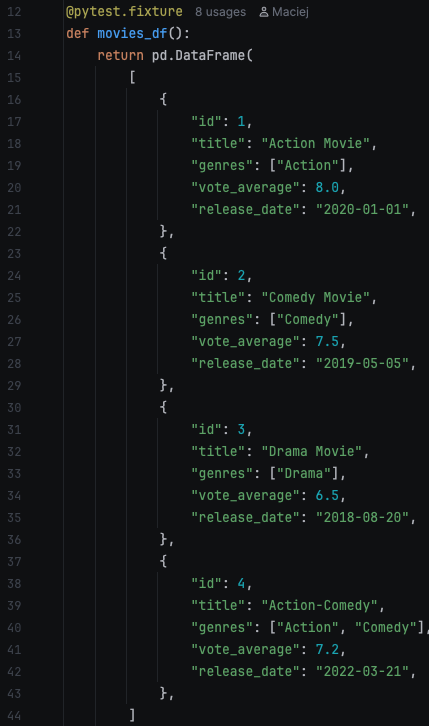 12 @pytest.fixture 8 usages Maciej
13 def movies_df():
14     return pd.DataFrame(
15         [
16             {
17                 "id": 1,
18                 "title": "Action Movie",
19                 "genres": ["Action"],
20                 "vote_average": 8.0,
21                 "release_date": "2020-01-01",
22             },
23             {
24                 "id": 2,
25                 "title": "Comedy Movie",
26                 "genres": ["Comedy"],
27                 "vote_average": 7.5,
28                 "release_date": "2019-05-05",
29             },
30             {
31                 "id": 3,
32                 "title": "Drama Movie",
33                 "genres": ["Drama"],
34                 "vote_average": 6.5,
35                 "release_date": "2018-08-20",
36             },
37             {
38                 "id": 4,
39                 "title": "Action-Comedy",
40                 "genres": ["Action", "Comedy"],
41                 "vote_average": 7.2,
42                 "release_date": "2022-03-21",
43             },
44         ]